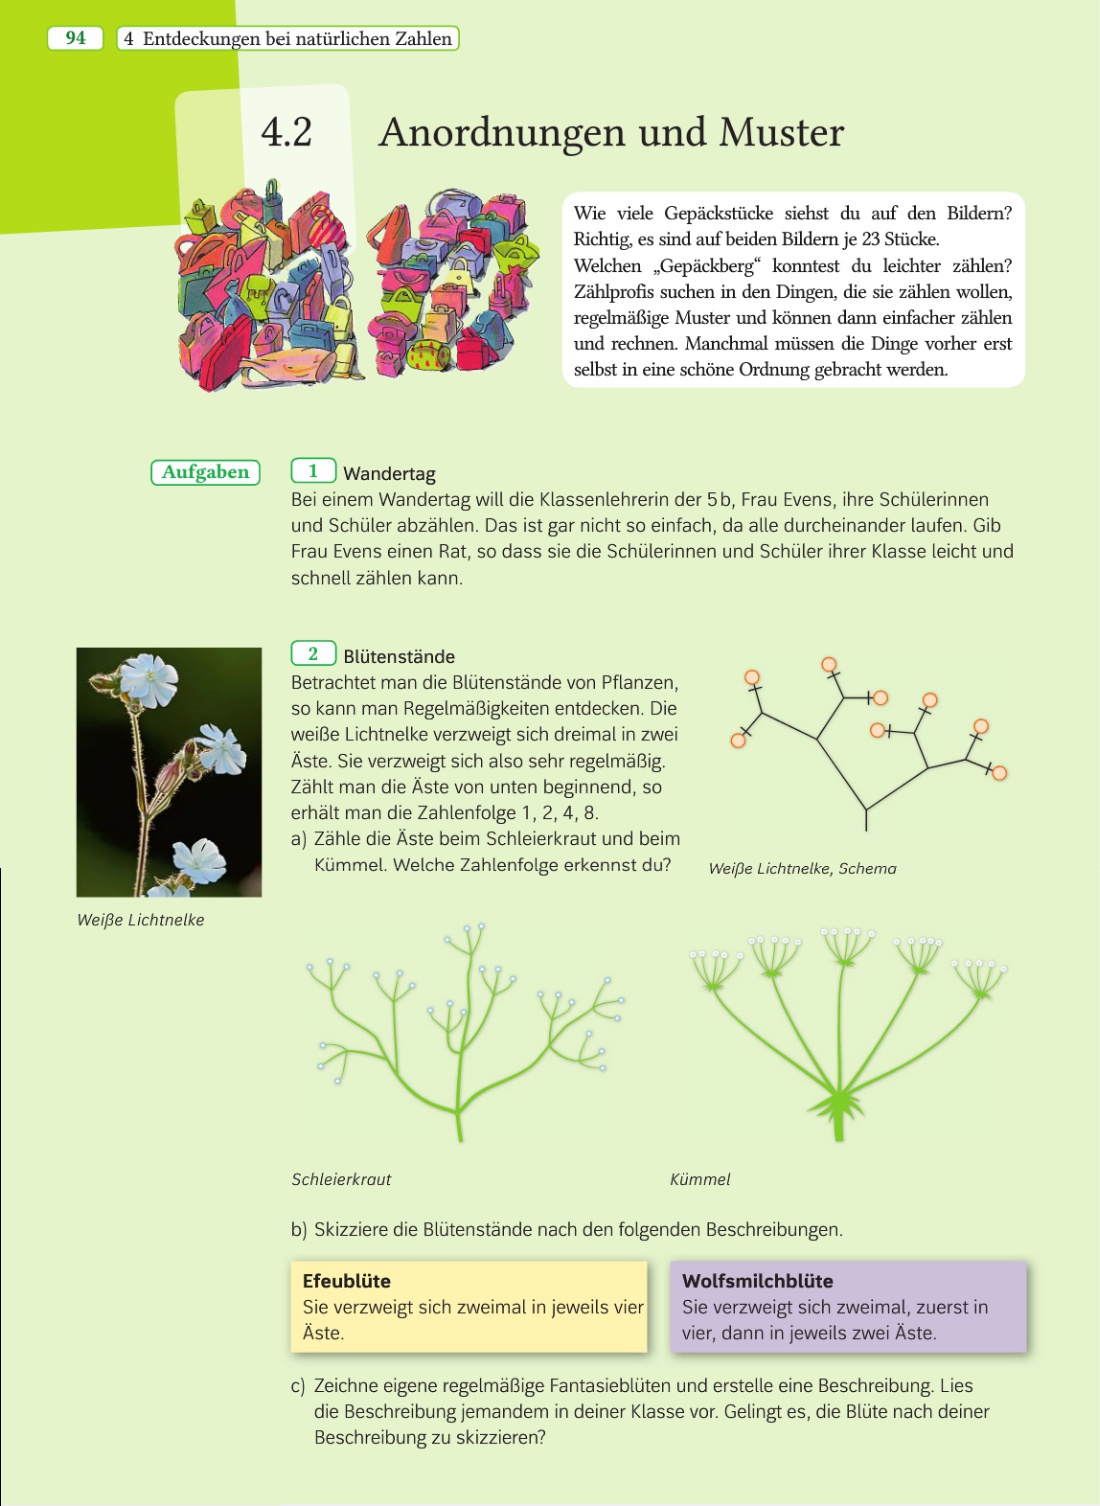 94
4 Entdeckungen bei natürlichen Zahlen
4.2 Anordnungen und Muster
Wie viele Gepäckstücke siehst du auf den Bildern?
Richtig, es sind auf beiden Bildern je 23 Stücke.
Welchen „Gepäckberg“ konntest du leichter zählen?
Zählprofis suchen in den Dingen, die sie zählen wollen,
regelmäßige Muster und können dann einfacher zählen
und rechnen. Manchmal müssen die Dinge vorher erst
selbst in eine schöne Ordnung gebracht werden.
Aufgaben
1 Wandertag
Bei einem Wandertag will die Klassenlehrerin der 5 b, Frau Evens, ihre Schülerinnen
und Schüler abzählen. Das ist gar nicht so einfach, da alle durcheinander laufen. Gib
Frau Evens einen Rat, so dass sie die Schülerinnen und Schüler ihrer Klasse leicht und
schnell zählen kann.
2 Blütenstände
Betrachtet man die Blütenstände von Pflanzen,
so kann man Regelmäßigkeiten entdecken. Die
weiße Lichtnelke verzweigt sich dreimal in zwei
Äste. Sie verzweigt sich also sehr regelmäßig.
Zählt man die Äste von unten beginnend, so
erhält man die Zahlenfolge 1, 2, 4, 8.
a) Zähle die Äste beim Schleierkraut und beim
Kümmel. Welche Zahlenfolge erkennst du?
Weiße Lichtnelke, Schema
Weiße Lichtnelke
Schleierkraut
Kümmel
b) Skizziere die Blütenstände nach den folgenden Beschreibungen.
Efeublüte
Sie verzweigt sich zweimal in jeweils vier
Äste.
Wolfsmilchblüte
Sie verzweigt sich zweimal, zuerst in
vier, dann in jeweils zwei Äste.
c) Zeichne eigene regelmäßige Fantasieblüten und erstelle eine Beschreibung. Lies
die Beschreibung jemandem in deiner Klasse vor. Gelingt es, die Blüte nach deiner
Beschreibung zu skizzieren?